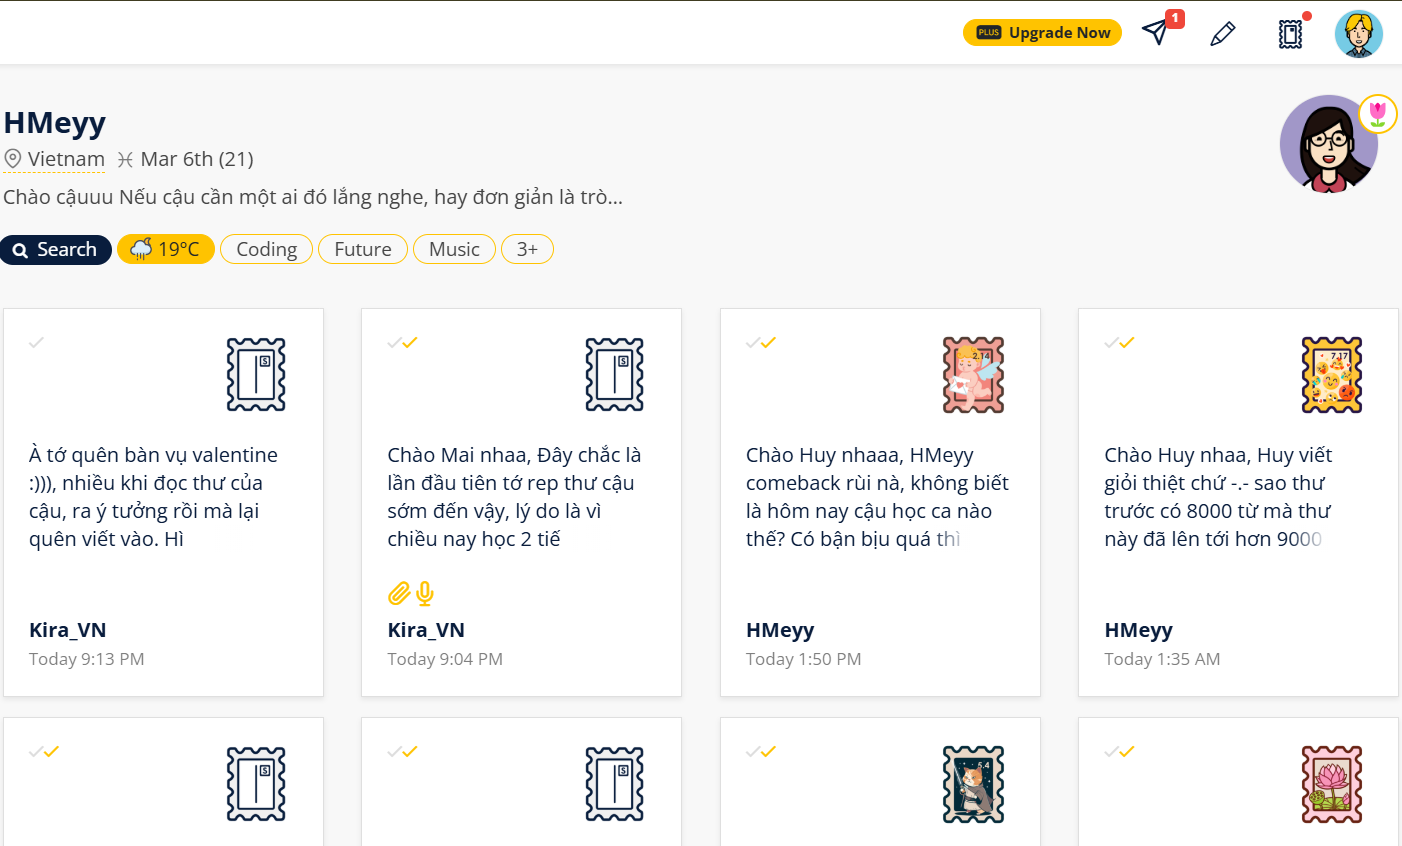 PLUS Upgrade Now
1
HMeyy
Vietnam Mar 6th (21)
Chào cậuuu Nếu cậu cần một ai đó lắng nghe, hay đơn giản là trò...
Search 19°C Coding Future Music 3+
S
À tớ quên bàn vụ valentine
:))), nhiều khi đọc thư của
cậu, ra ý tưởng rồi mà lại
quên viết vào. Hì
Kira_VN
Today 9:13 PM
S
Chào Mai nhaa, Đây chắc là
lần đầu tiên tớ rep thư cậu
sớm đến vậy, lý do là vì
chiều nay học 2 tiế
Kira_VN
Today 9:04 PM
2.14
Chào Huy nhaaa, HMeyy
comeback rùi nà, không biết
là hôm nay cậu học ca nào
thế? Có bận bịu quá thì
HMeyy
Today 1:50 PM
7.17
Chào Huy nhaa, Huy viết
giỏi thiệt chứ -.- sao thư
trước có 8000 từ mà thư
này đã lên tới hơn 9000
HMeyy
Today 1:35 AM
S
S
5.4